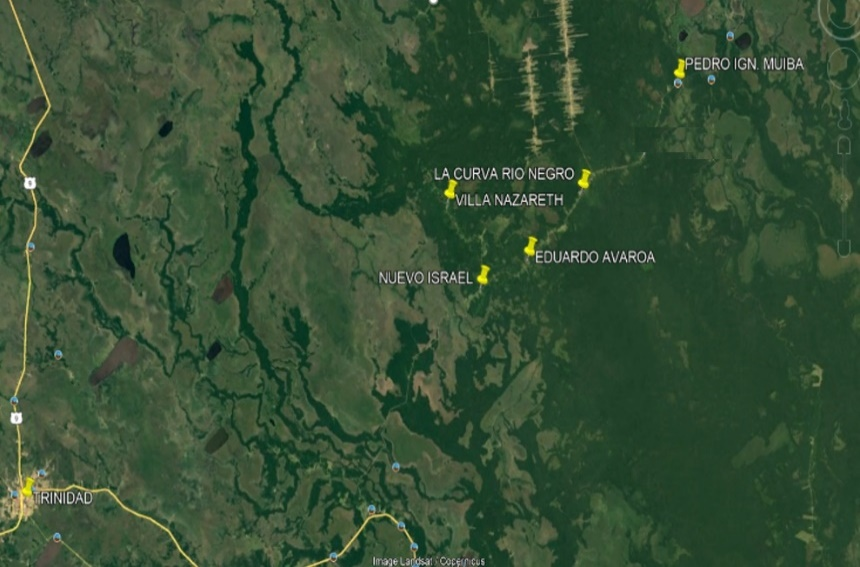 PEDRO IGN. MUIBA
LA CURVA RIO NEGRO
VILLA NAZARETH
EDUARDO AVAROA
NUEVO ISRAEL
TRINIDAD
Image Landsat - Copernicus